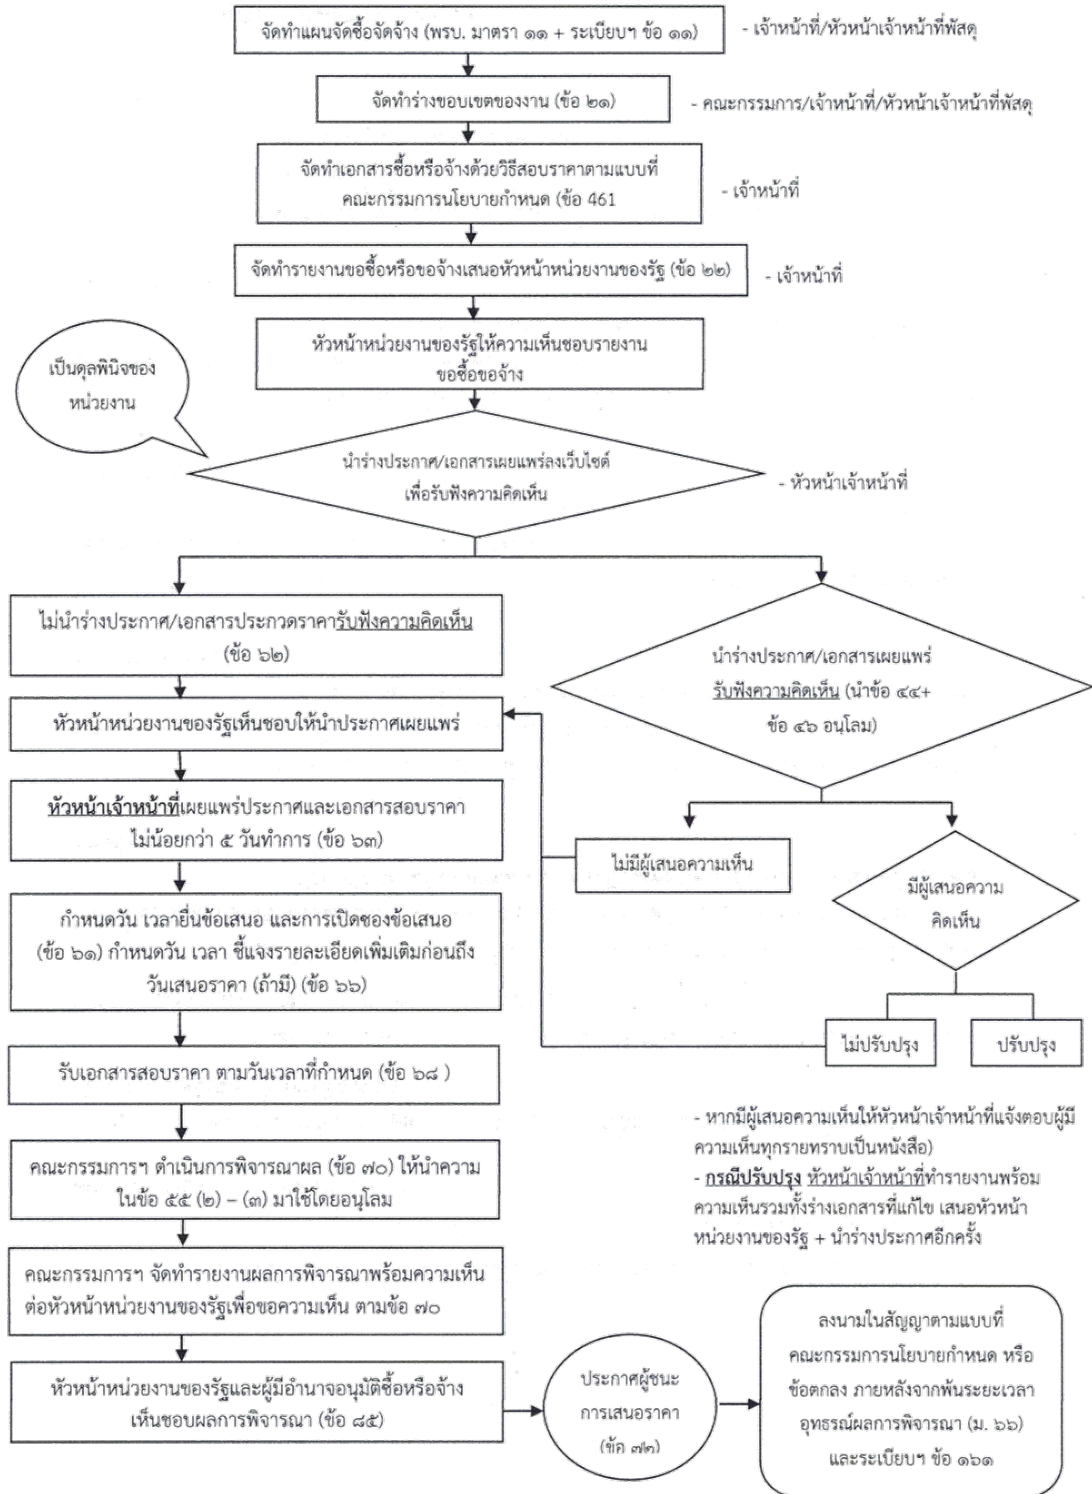 จัดทำแผนจัดซื้อจัดจ้าง (พรบ. มาตรา ๑๑ + ระเบียบฯ ข้อ ๑๑)
- เจ้าหน้าที่/หัวหน้าเจ้าหน้าที่พัสดุ
จัดทำร่างขอบเขตของงาน (ข้อ ๒๑)
- คณะกรรมการ/เจ้าหน้าที่/หัวหน้าเจ้าหน้าที่พัสดุ
จัดทำเอกสารซื้อหรือจ้างด้วยวิธีสอบราคาตามแบบที่
คณะกรรมการนโยบายกำหนด (ข้อ 461
- เจ้าหน้าที่
จัดทำรายงานขอซื้อหรือขอจ้างเสนอหัวหน้าหน่วยงานของรัฐ (ข้อ ๒๒)
- เจ้าหน้าที่
หัวหน้าหน่วยงานของรัฐให้ความเห็นชอบรายงาน
ขอซื้อขอจ้าง
เป็นดุลพินิจของ
หน่วยงาน
นำร่างประกาศ/เอกสารเผยแพร่ลงเว็บไซต์
เพื่อรับฟังความคิดเห็น
- หัวหน้าเจ้าหน้าที่
ไม่นำร่างประกาศ/เอกสารประกวดราคารับฟังความคิดเห็น
(ข้อ ๖๒)
หัวหน้าหน่วยงานของรัฐเห็นชอบให้นำประกาศเผยแพร่
หัวหน้าเจ้าหน้าที่เผยแพร่ประกาศและเอกสารสอบราคา
ไม่น้อยกว่า ๕ วันทำการ (ข้อ ๖๓)
กำหนดวัน เวลายื่นข้อเสนอ และการเปิดซองข้อเสนอ
(ข้อ ๖๑) กำหนดวัน เวลา ชี้แจงรายละเอียดเพิ่มเติมก่อนถึง
วันเสนอราคา (ถ้ามี) (ข้อ ๖๖)
รับเอกสารสอบราคา ตามวันเวลาที่กำหนด (ข้อ ๖๘ )
คณะกรรมการฯ ดำเนินการพิจารณาผล (ข้อ ๗๐) ให้นำความ
ในข้อ ๕๕ (๒) – (๓) มาใช้โดยอนุโลม
คณะกรรมการฯ จัดทำรายงานผลการพิจารณาพร้อมความเห็น
ต่อหัวหน้าหน่วยงานของรัฐเพื่อขอความเห็น ตามข้อ ๗๐
หัวหน้าหน่วยงานของรัฐและผู้มีอำนาจอนุมัติซื้อหรือจ้าง
เห็นชอบผลการพิจารณา (ข้อ ๘๕)
นำร่างประกาศ/เอกสารเผยแพร่
รับฟังความคิดเห็น (นำข้อ ๔๕+
ข้อ ๔๖ อนุโลม)
ไม่มีผู้เสนอความเห็น
มีผู้เสนอความ
คิดเห็น
ไม่ปรับปรุง
ปรับปรุง
- หากมีผู้เสนอความเห็นให้หัวหน้าเจ้าหน้าที่แจ้งตอบผู้มี
ความเห็นทุกรายทราบเป็นหนังสือ)
- กรณีปรับปรุง หัวหน้าเจ้าหน้าที่ทำรายงานพร้อม
ความเห็นรวมทั้งร่างเอกสารที่แก้ไข เสนอหัวหน้า
หน่วยงานของรัฐ + นำร่างประกาศอีกครั้ง
ประกาศผู้ชนะ
การเสนอราคา
(ข้อ ๗๒)
ลงนามในสัญญาตามแบบที่
คณะกรรมการนโยบายกำหนด หรือ
ข้อตกลง ภายหลังจากพ้นระยะเวลา
อุทธรณ์ผลการพิจารณา (ม. ๖๖)
และระเบียบฯ ข้อ ๑๖๑